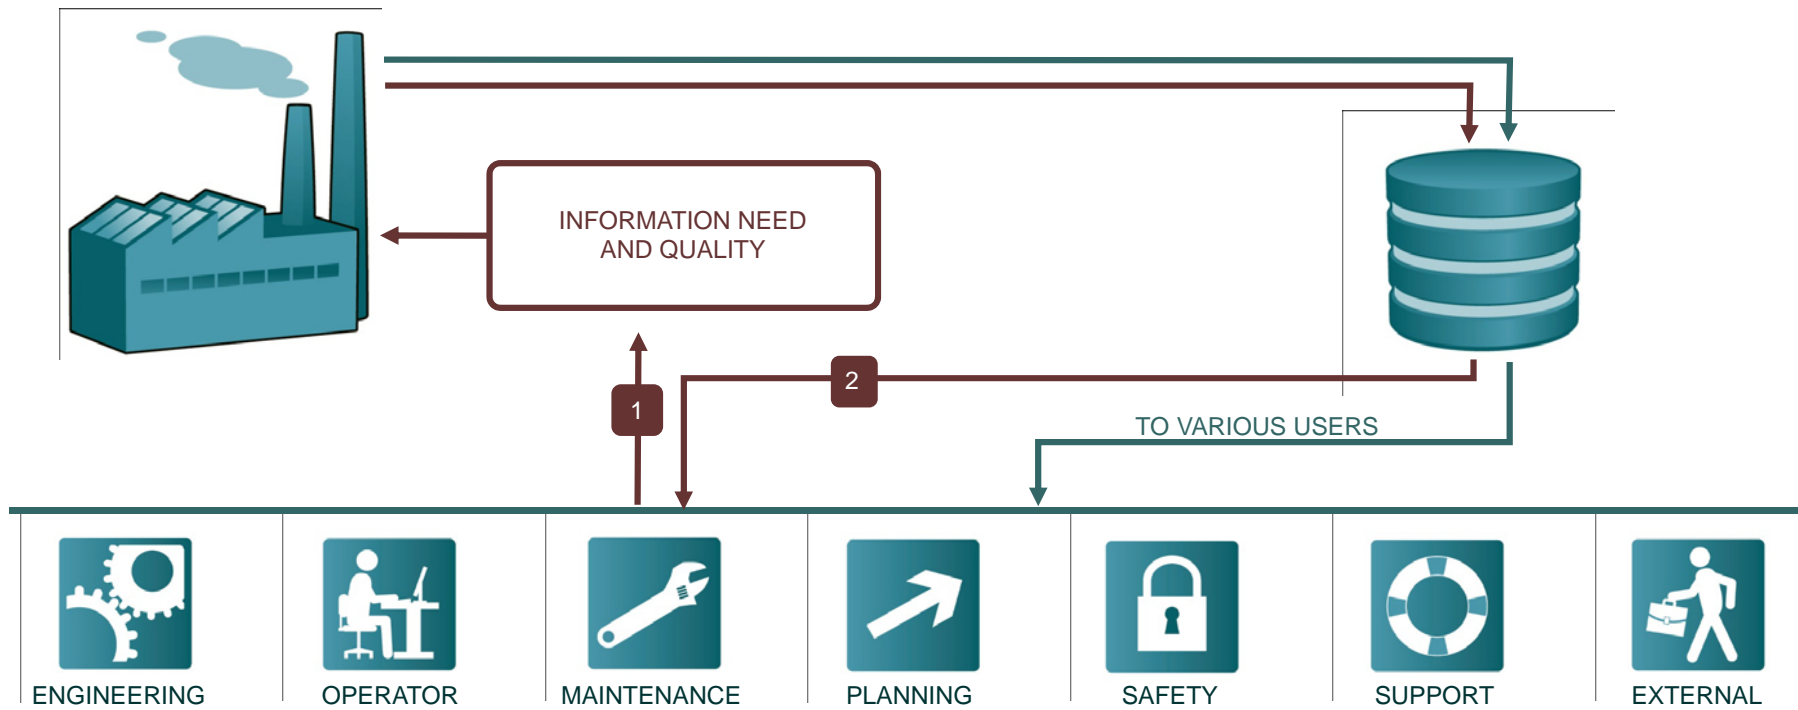 INFORMATION NEED
AND QUALITY
2
1
TO VARIOUS USERS
ENGINEERING
OPERATOR
MAINTENANCE
PLANNING
SAFETY
SUPPORT
EXTERNAL